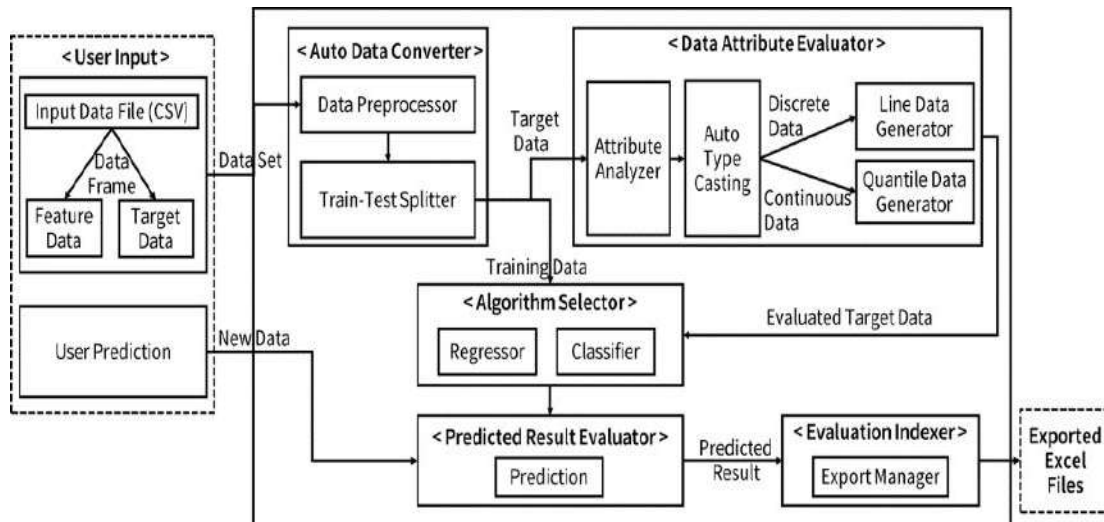 < User Input >
Input Data File (CSV)
Data
Frame
Feature
Data
Target
Data
User Prediction
Data Set
New Data
< Auto Data Converter >
Data Preprocessor
Train-Test Splitter
Target
Data
Training Data
< Data Attribute Evaluator >
Attribute
Analyzer
Auto
Type
Casting
Discrete
Data
Continuous
Data
Line Data
Generator
Quantile Data
Generator
Evaluated Target Data
< Algorithm Selector >
Regressor
Classifier
< Predicted Result Evaluator >
Prediction
Predicted
Result
< Evaluation Indexer >
Export Manager
Exported
Excel
Files